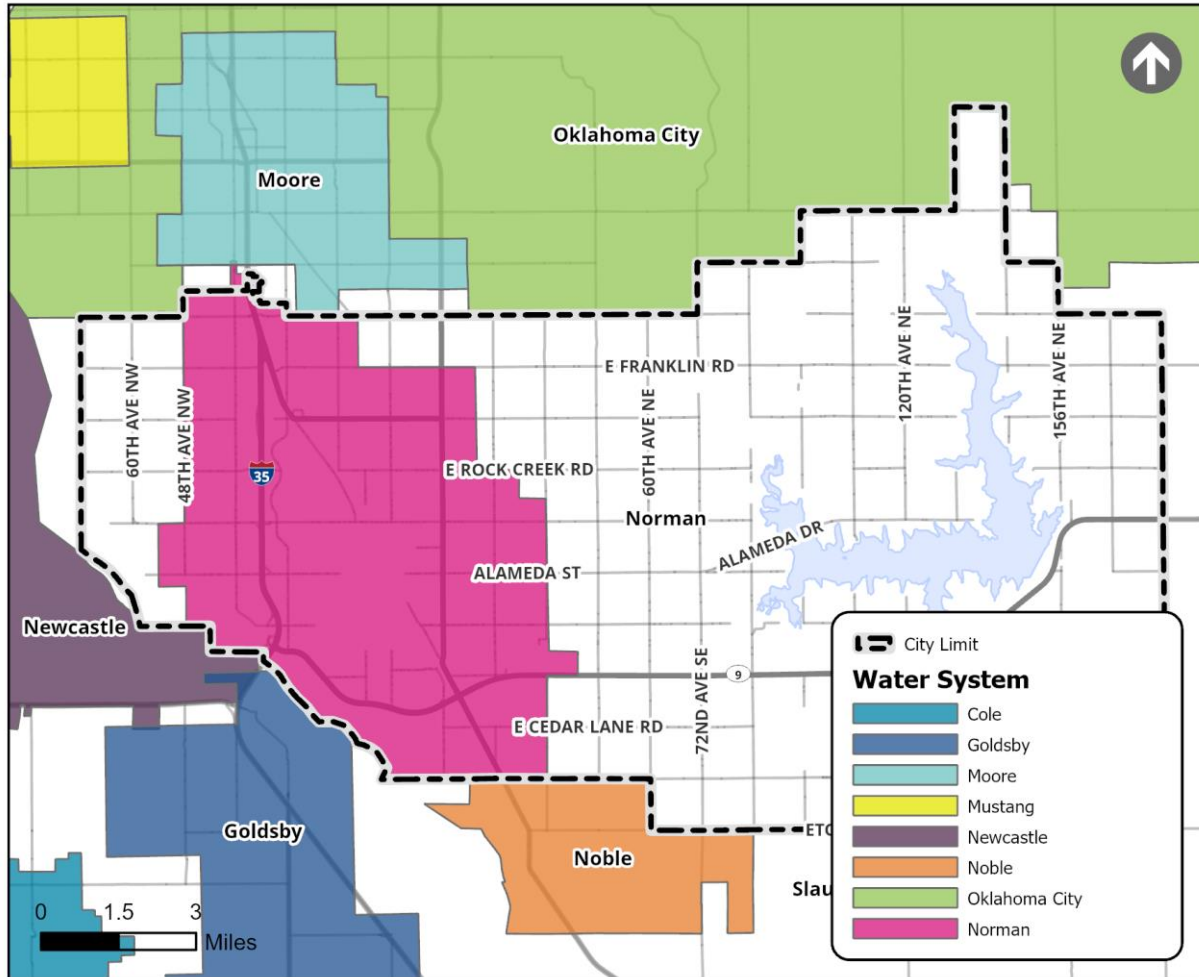 Oklahoma City
Moore
E FRANKLIN RD
60TH AVE NW
48TH AVE NW
60TH AVE NE
120TH AVE NE
156TH AVE NE
35
E ROCK CREEK RD
Norman
ALAMEDA DR
ALAMEDA ST
Newcastle
72ND AVE SE
9
E CEDAR LANE RD
Goldsby
Noble
City Limit
Water System
Cole
Goldsby
Moore
Mustang
Newcastle
Noble
Oklahoma City
Norman
0 1.5 3
Miles